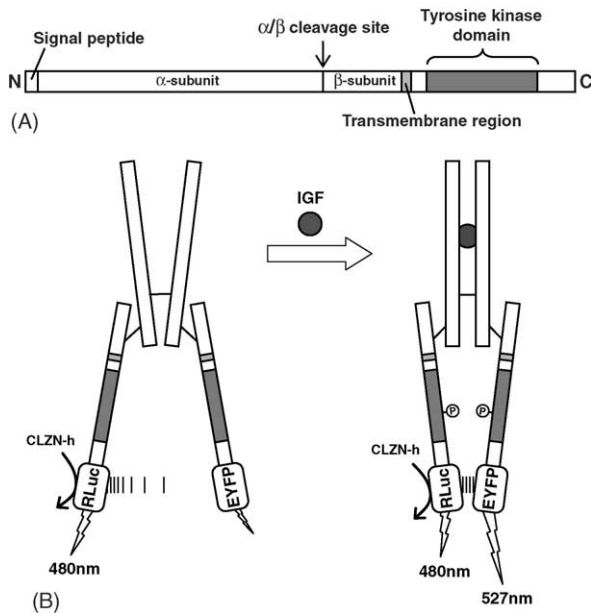 α/β cleavage site
Tyrosine kinase
domain
Signal peptide
N
α-subunit
β-subunit
C
Transmembrane region
(A)
IGF
CLZN-h
RLuc
EYFP
480nm
P
P
CLZN-h
RLuc
EYFP
480nm
527nm
(B)